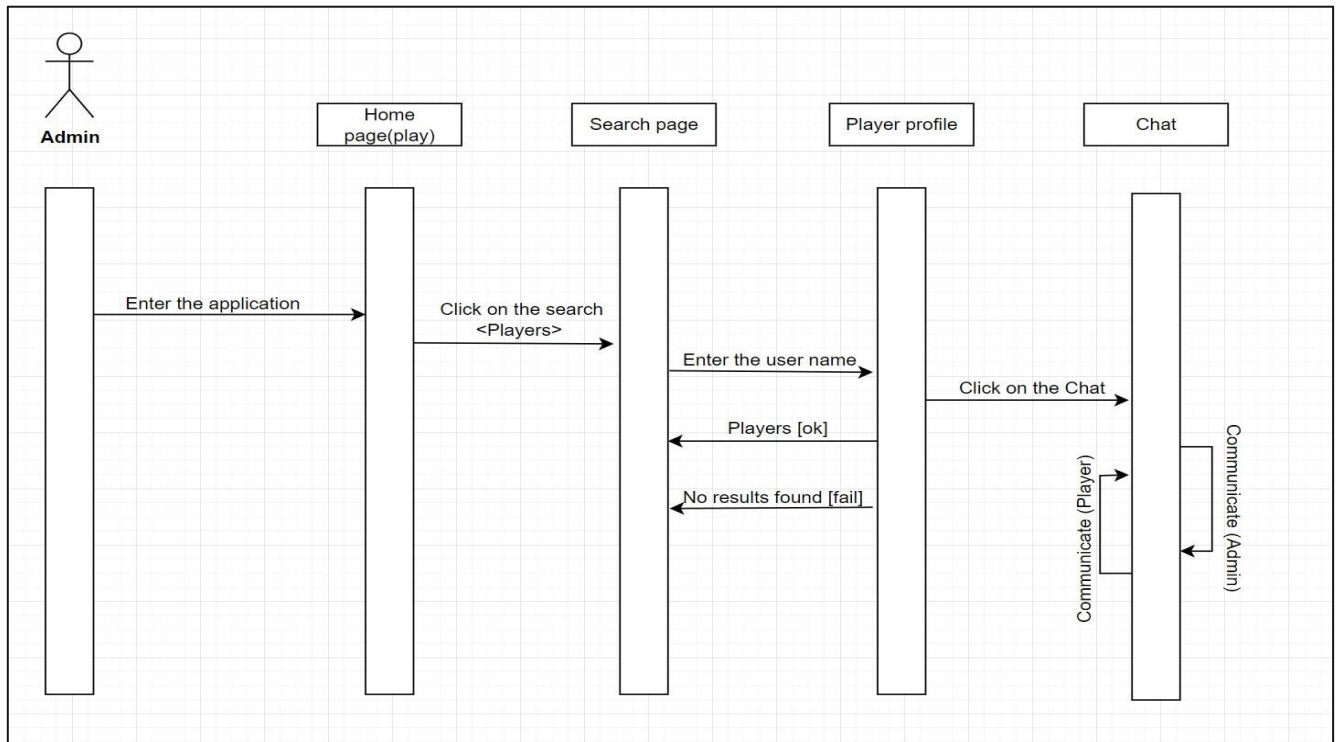 Admin
Home
page(play)
Search page
Player profile
Chat
Enter the application
Click on the search
<Players>
Enter the user name
Click on the Chat
Players [ok]
No results found [fail]
Communicate (Player)
Communicate (Admin)